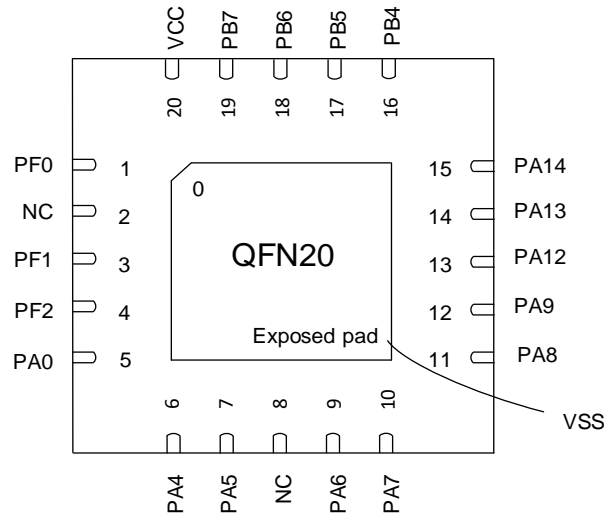 VCC
PB7
PB6
PB5
PB4
20
19
18
17
16
PF0
1
15
PA14
0
NC
2
14
PA13
PF1
3
QFN20
13
PA12
PF2
4
12
PA9
Exposed pad
PA0
5
11
PA8
6
7
8
9
10
VSS
PA4
PA5
NC
PA6
PA7